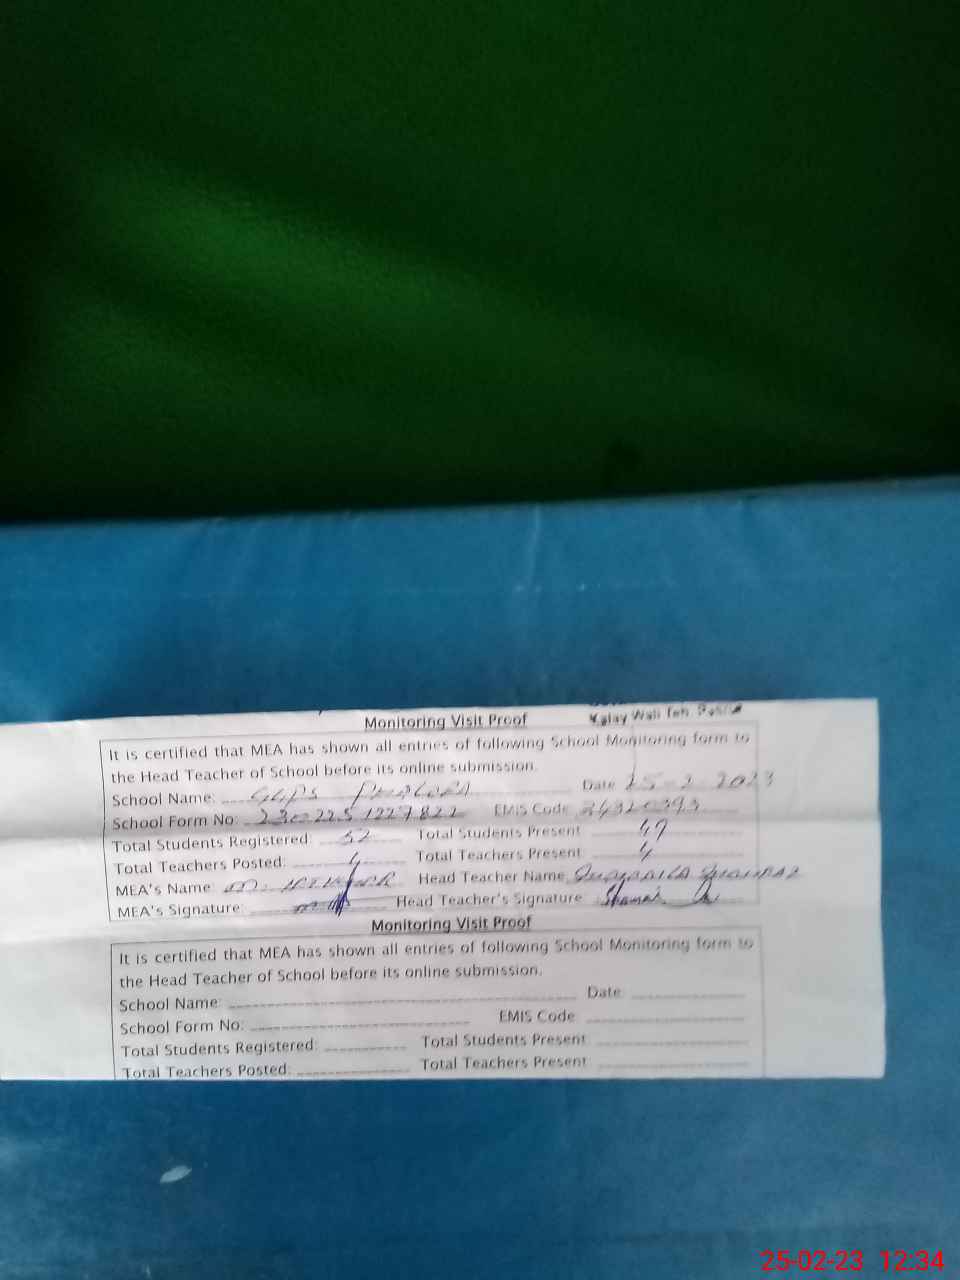 Monitoring Visit Proof
Kalay Wali Teh.
It is certified that MEA has shown all entries of following School Monitoring form to
the Head Teacher of School before its online submission.
School Name: Date 25-2-2023
School Form No: EMIS Code
Total Students Registered: 52 Total Students Present 49
Total Teachers Posted: 4 Total Teachers Present 4
MEA's Name: Head Teacher Name
MEA's Signature: Head Teacher's Signature
Monitoring Visit Proof
It is certified that MEA has shown all entries of following School Monitoring form to
the Head Teacher of School before its online submission.
School Name: Date
School Form No: EMIS Code
Total Students Registered: Total Students Present
Total Teachers Posted: Total Teachers Present
25-02-23 12:34